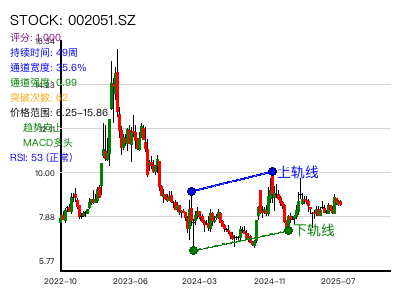 STOCK: 002051.SZ
评分: 1.000
持续时间: 49周
通道宽度: 35.6%
通道强度: 0.99
突破次数: 62
价格范围: 6.25-15.86
趋势向上
MACD多头
RSI: 53 (正常)
上轨线
下轨线
10.00
7.88
5.77
2022-10
2023-06
2024-03
2024-11
2025-07